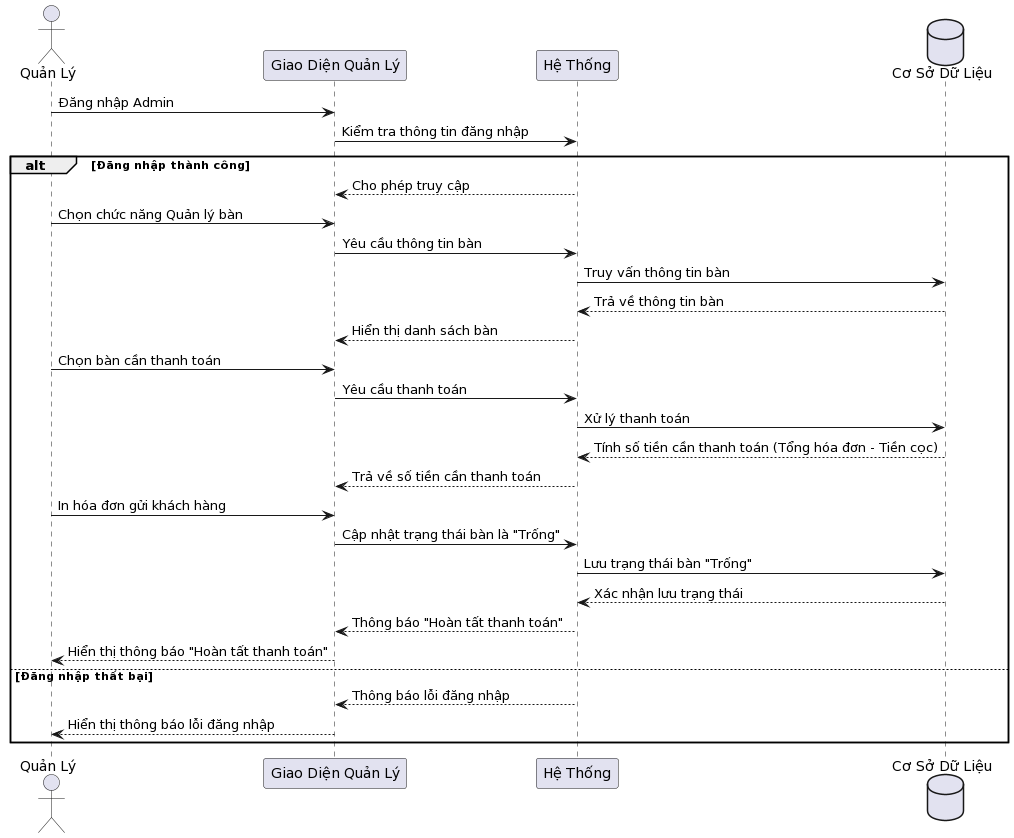 Quản Lý
Giao Diện Quản Lý
Hệ Thống
Cơ Sở Dữ Liệu
Đăng nhập Admin
Kiểm tra thông tin đăng nhập
alt
[Đăng nhập thành công]
Cho phép truy cập
Chọn chức năng Quản lý bàn
Yêu cầu thông tin bàn
Truy vấn thông tin bàn
Trả về thông tin bàn
Hiển thị danh sách bàn
Chọn bàn cần thanh toán
Yêu cầu thanh toán
Xử lý thanh toán
Tính số tiền cần thanh toán (Tổng hóa đơn - Tiền cọc)
Trả về số tiền cần thanh toán
In hóa đơn gửi khách hàng
Cập nhật trạng thái bàn là "Trống"
Lưu trạng thái bàn "Trống"
Xác nhận lưu trạng thái
Thông báo "Hoàn tất thanh toán"
Hiển thị thông báo "Hoàn tất thanh toán"
[Đăng nhập thất bại]
Thông báo lỗi đăng nhập
Hiển thị thông báo lỗi đăng nhập
Quản Lý
Giao Diện Quản Lý
Hệ Thống
Cơ Sở Dữ Liệu